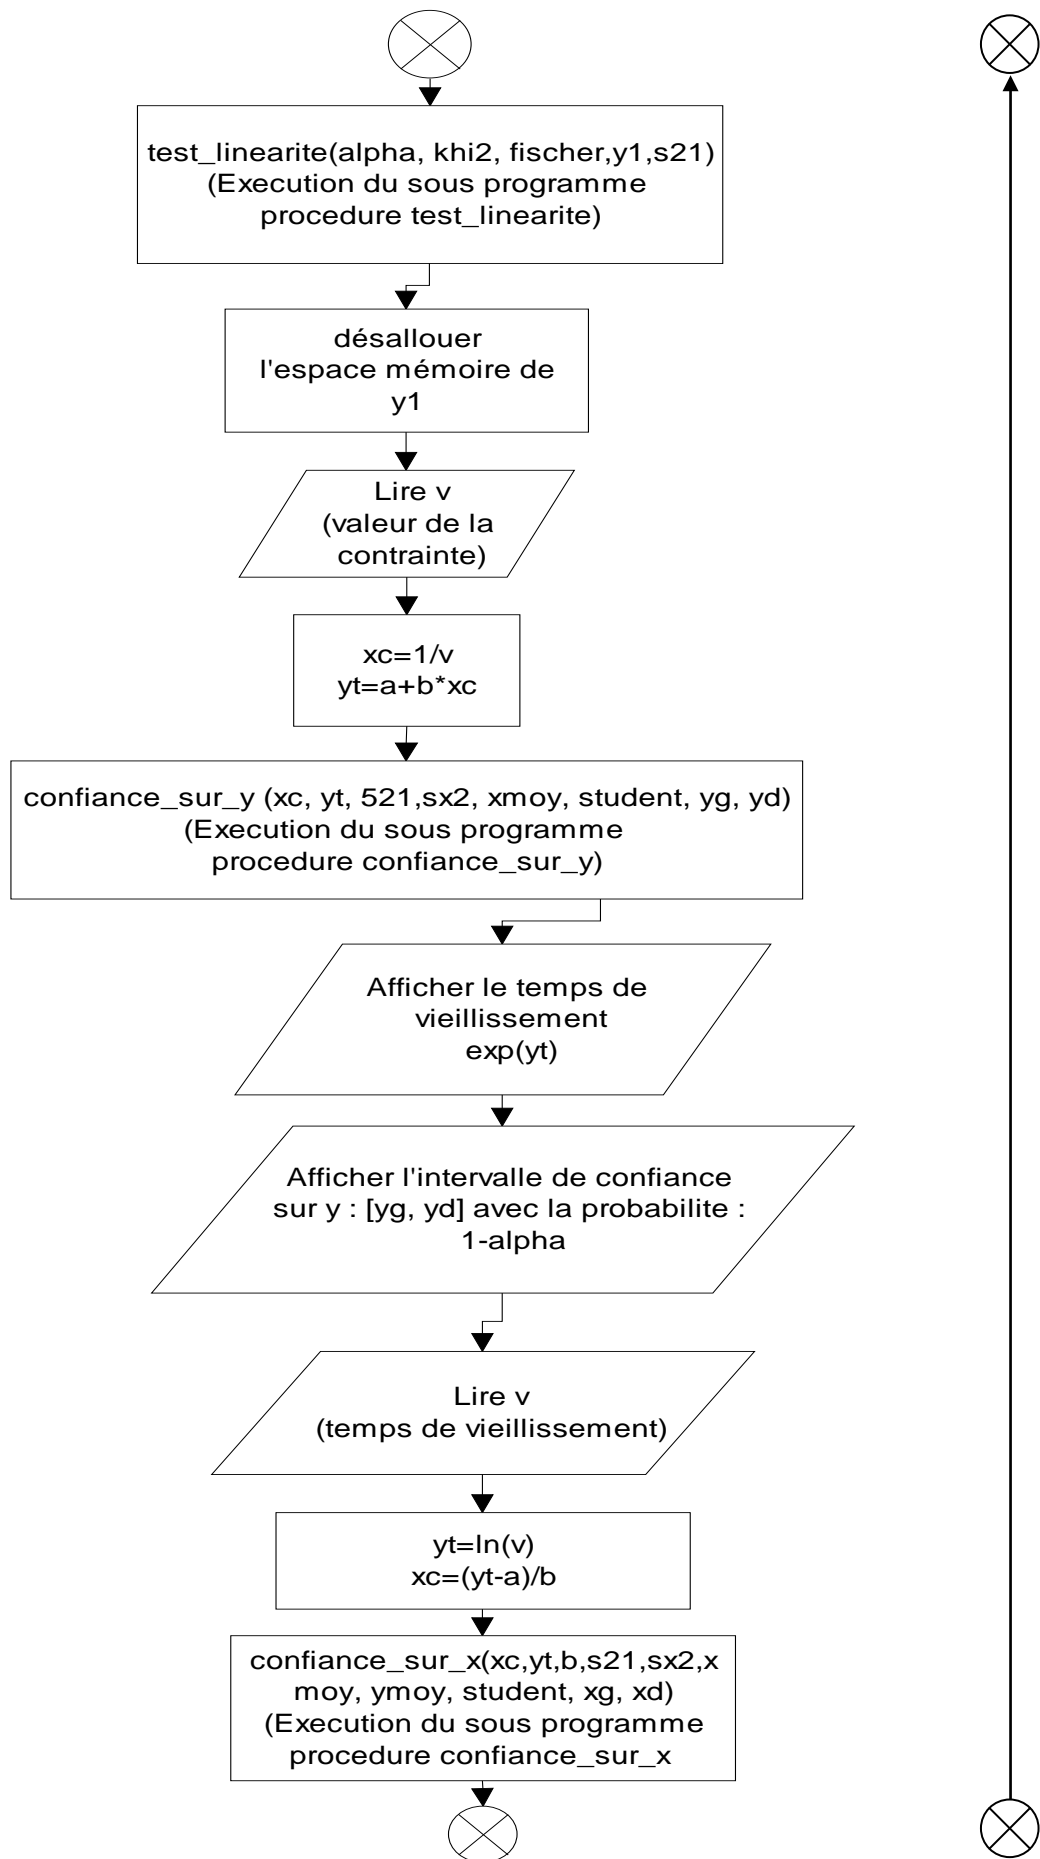 test_linearite(alpha, khi2, fischer,y1,s21)
(Execution du sous programme
procedure test_linearite)
désallouer
l'espace mémoire de
y1
Lire v
(valeur de la
contrainte)
xc=1/v
yt=a+b*xc
confiance_sur_y (xc, yt, 521,sx2, xmoy, student, yg, yd)
(Execution du sous programme
procedure confiance_sur_y)
Afficher le temps de
vieillissement
exp(yt)
Afficher l'intervalle de confiance
sur y : [yg, yd] avec la probabilite :
1-alpha
Lire v
(temps de vieillissement)
yt=ln(v)
xc=(yt-a)/b
confiance_sur_x(xc,yt,b,s21,sx2,x
moy, ymoy, student, xg, xd)
(Execution du sous programme
procedure confiance_sur_x